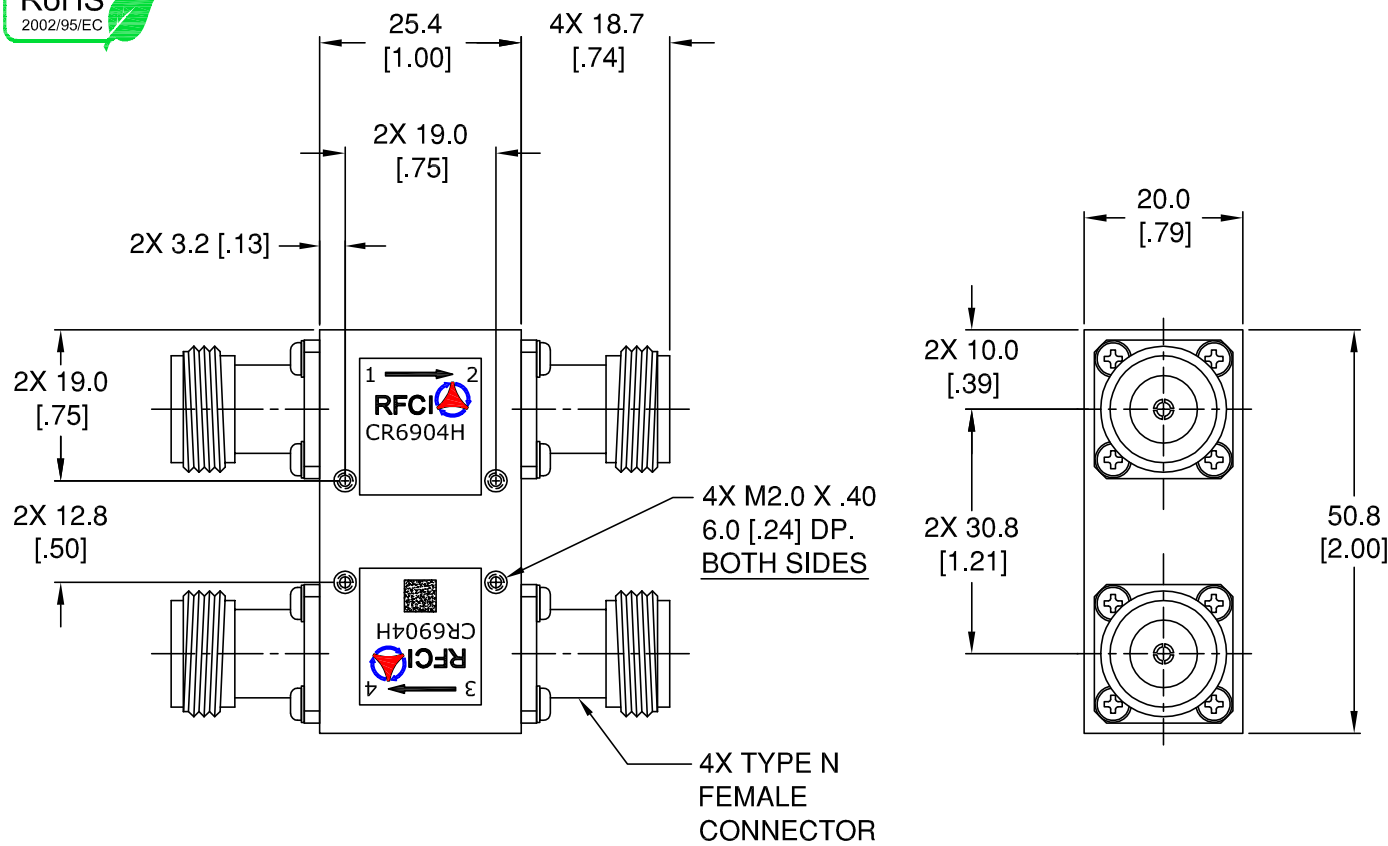 RoHS
2002/95/EC
25.4
[1.00]
4X 18.7
[.74]
2X 19.0
[.75]
2X 3.2 [.13]
20.0
[.79]
2X 19.0
[.75]
2X 10.0
[.39]
1 2
RFCI
CR6904H
2X 12.8
[.50]
4X M2.0 X .40
6.0 [.24] DP.
BOTH SIDES
2X 30.8
[1.21]
50.8
[2.00]
CR6904H
RFCI
3 4
4X TYPE N
FEMALE
CONNECTOR